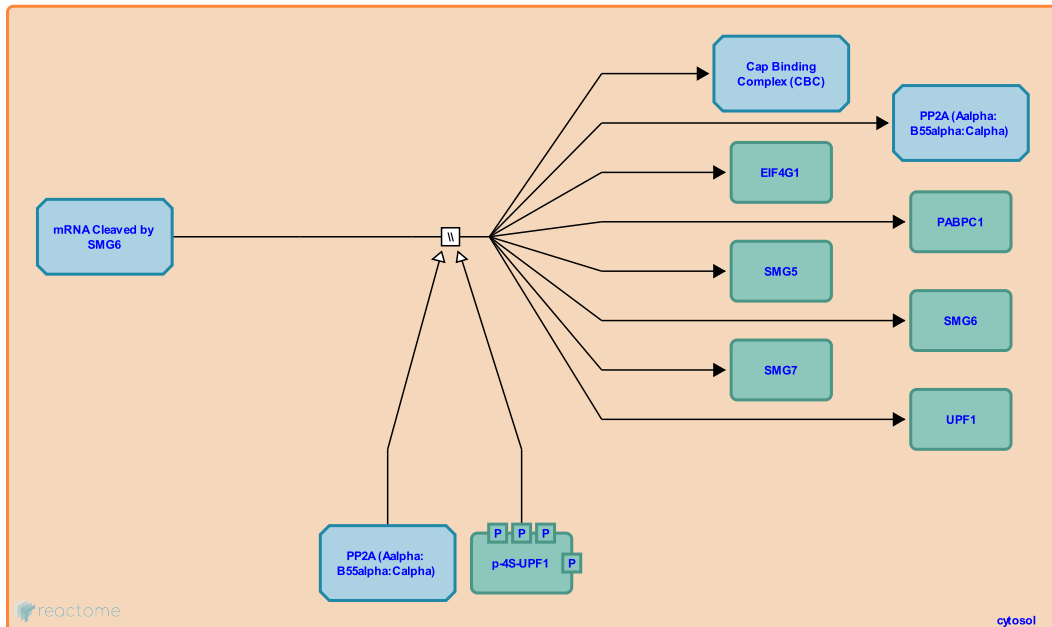 Cap Binding
Complex (CBC)
PP2A (Aalpha:
B55alpha:Calpha)
EIF4G1
mRNA Cleaved by
SMG6
\\
PABPC1
SMG5
SMG6
SMG7
UPF1
P P P
PP2A (Aalpha:
B55alpha:Calpha)
p-4S-UPF1 P
reactome
cytosol